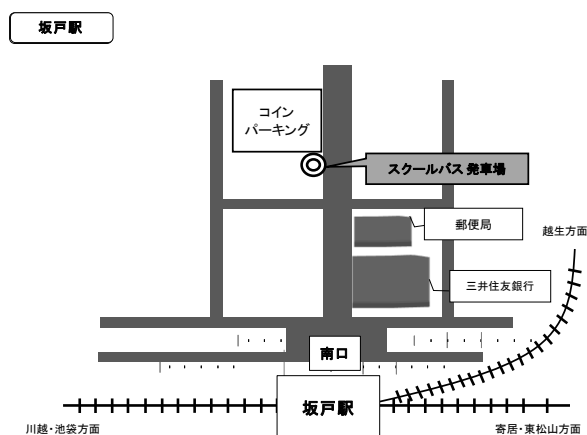 坂戸駅
コイン
パーキング
スクールバス 発車場
郵便局
越生方面
三井住友銀行
南口
坂戸駅
川越・池袋方面
寄居・東松山方面